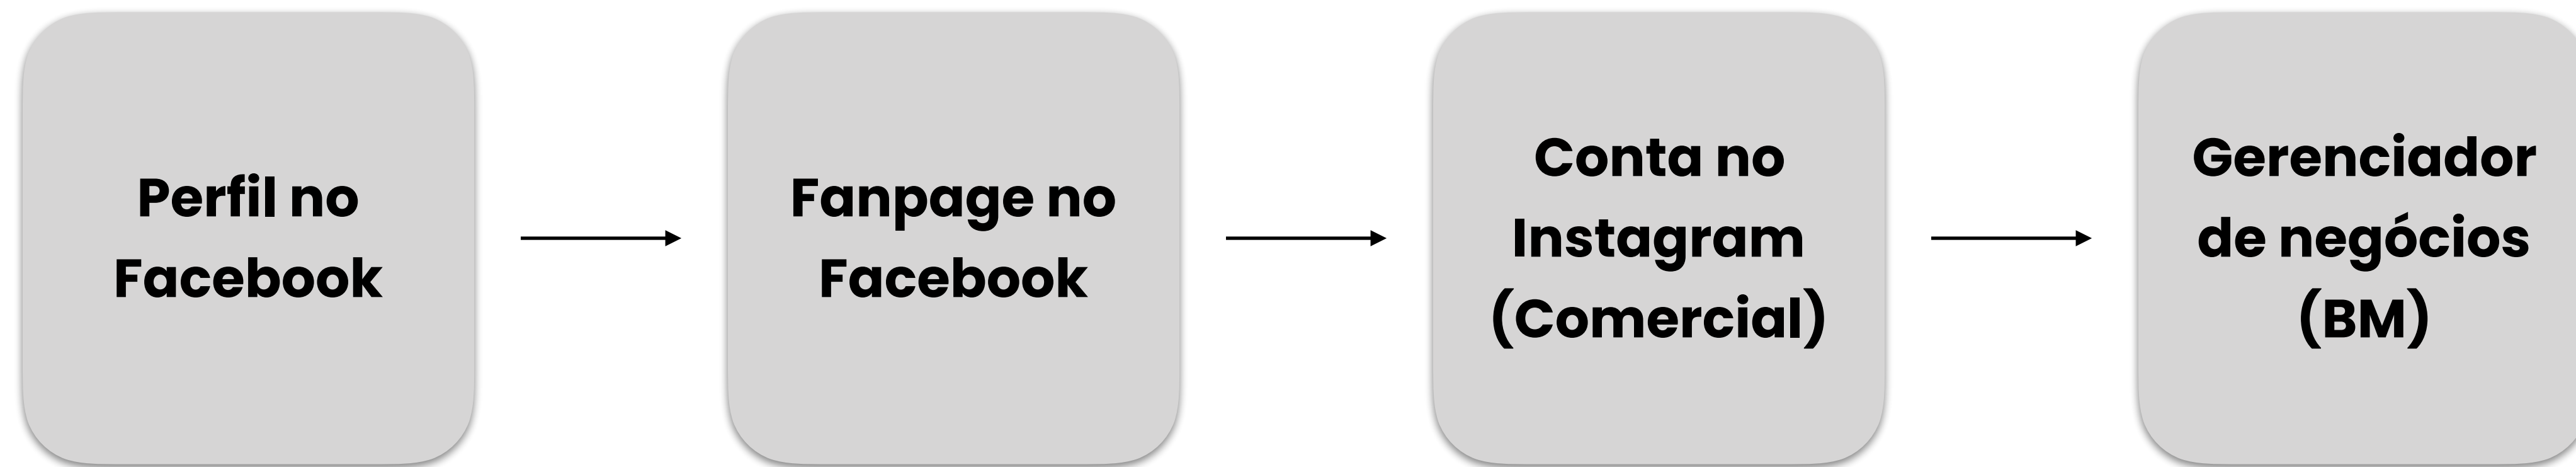 Perfil no
Facebook
Fanpage no
Facebook
Conta no
Instagram
(Comercial)
Gerenciador
de negócios
(BM)